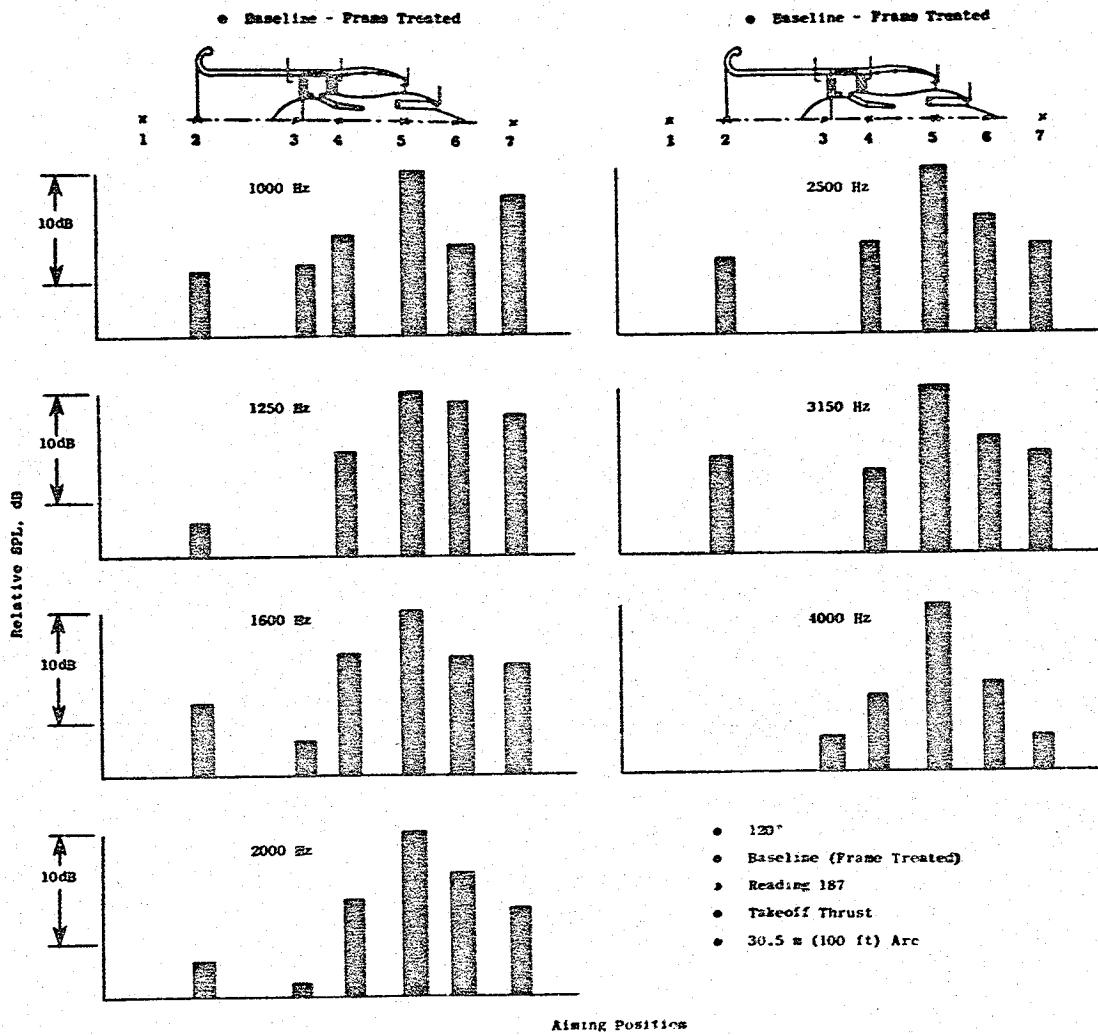 • Baseline - Frame Treated
1 2 3 4 5 6 7
1000 Hz
10dB
1250 Hz
10dB
1600 Hz
10dB
2000 Hz
10dB
Relative SPL, dB
• Baseline - Frame Treated
1 2 3 4 5 6 7
2500 Hz
3150 Hz
4000 Hz
• 120°
• Baseline (Frame Treated)
• Reading 187
• Takeoff Thrust
• 30.5 m (100 ft) Arc
Aiming Position